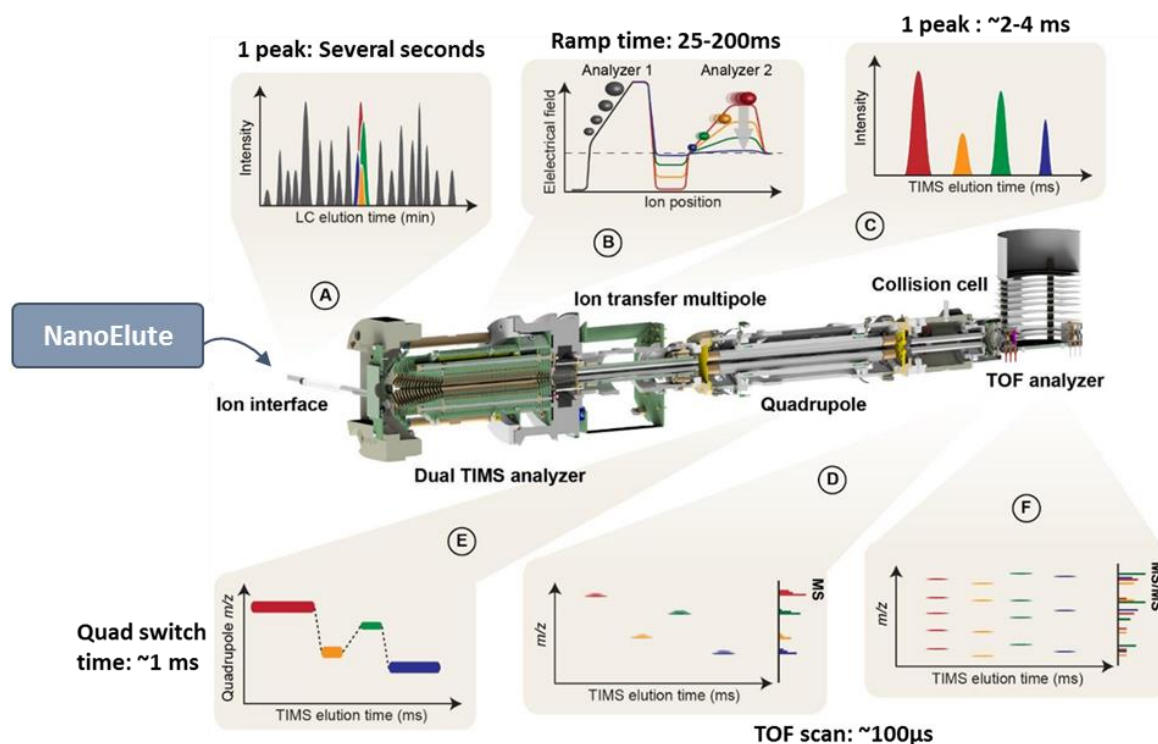 1 peak: Several seconds
Intensity
LC elution time (min)
A
Ramp time: 25-200ms
Analyzer 1
Analyzer 2
Elelectrical field
Ion position
B
1 peak : ~2-4 ms
Intensity
TIMS elution time (ms)
C
NanoElute
Ion interface
Dual TIMS analyzer
Ion transfer multipole
Quadrupole
Collision cell
TOF analyzer
D
E
F
Quad switch
time: ~1 ms
Quadrupole m/z
TIMS elution time (ms)
m/z
MS
TIMS elution time (ms)
m/z
MS/MS
TIMS elution time (ms)
TOF scan: ~100µs